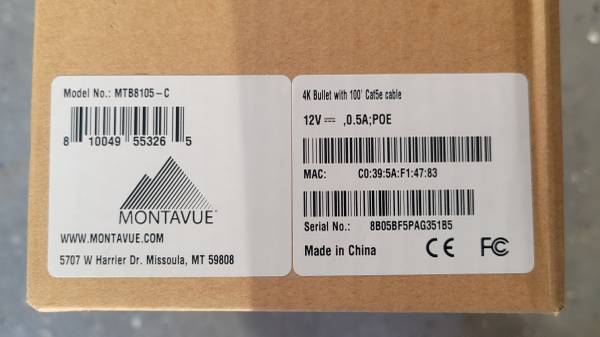 Model No.: MTB8105-C
8 10049 55326 5
MONTAVUE
WWW.MONTAVUE.COM
5707 W Harrier Dr. Missoula, MT 59808
4K Bullet with 100' Cat5e cable
12V ⎓ ,0.5A;POE
MAC: C0:39:5A:F1:47:83
Serial No.: 8B05BF5PAG351B5
Made in China CE FC